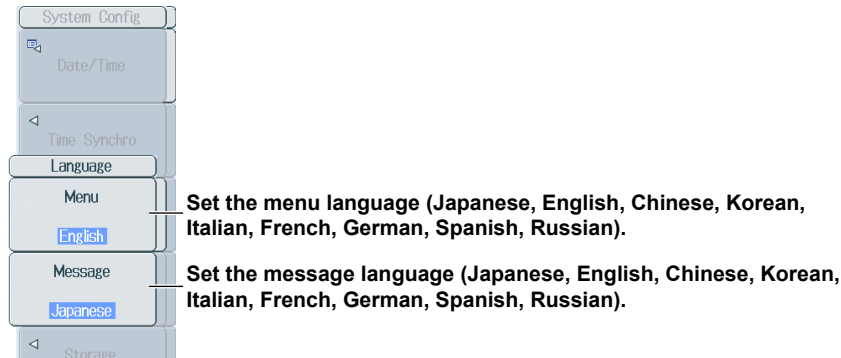 System Config
Date/Time
Time Synchro
Language
Menu
English
Set the menu language (Japanese, English, Chinese, Korean,
Italian, French, German, Spanish, Russian).
Message
Japanese
Set the message language (Japanese, English, Chinese, Korean,
Italian, French, German, Spanish, Russian).
Storage